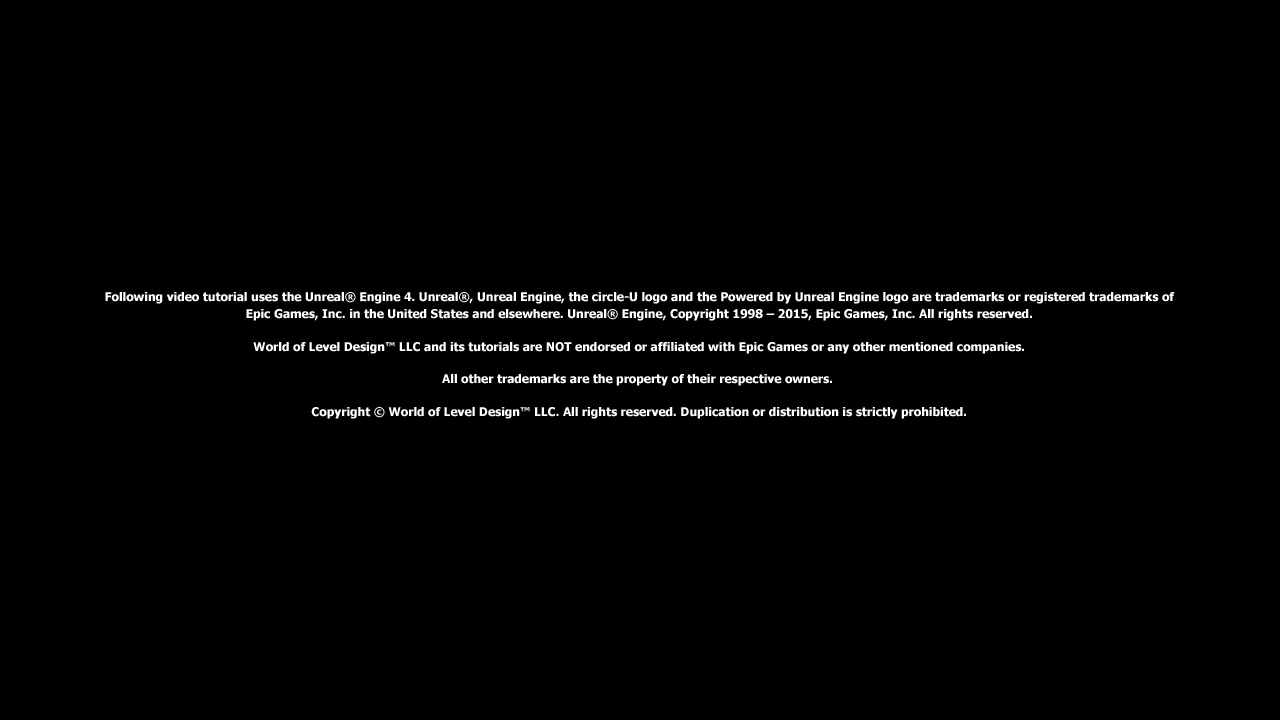 Following video tutorial uses the Unreal® Engine 4. Unreal®, Unreal Engine, the circle-U logo and the Powered by Unreal Engine logo are trademarks or registered trademarks of
Epic Games, Inc. in the United States and elsewhere. Unreal® Engine, Copyright 1998 – 2015, Epic Games, Inc. All rights reserved.
World of Level Design™ LLC and its tutorials are NOT endorsed or affiliated with Epic Games or any other mentioned companies.
All other trademarks are the property of their respective owners.
Copyright © World of Level Design™ LLC. All rights reserved. Duplication or distribution is strictly prohibited.